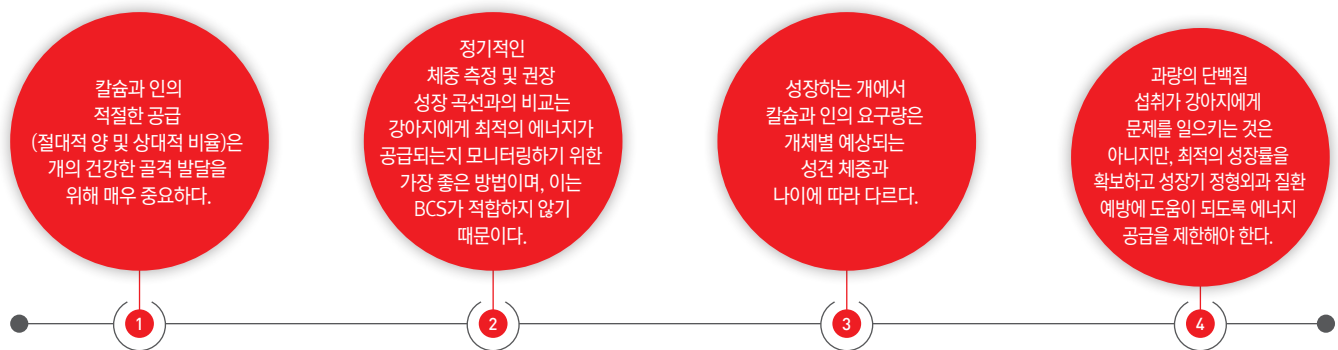 칼슘과 인의
적절한 공급
(절대적 양 및 상대적 비율)은
개의 건강한 골격 발달을
위해 매우 중요하다.
1
정기적인
체중 측정 및 권장
성장 곡선과의 비교는
강아지에게 최적의 에너지가
공급되는지 모니터링하기 위한
가장 좋은 방법이며, 이는
BCS가 적합하지 않기
때문이다.
2
성장하는 개에서
칼슘과 인의 요구량은
개체별 예상되는
성견 체중과
나이에 따라 다르다.
3
과량의 단백질
섭취가 강아지에게
문제를 일으키는 것은
아니지만, 최적의 성장률을
확보하고 성장기 정형외과 질환
예방에 도움이 되도록 에너지
공급을 제한해야 한다.
4